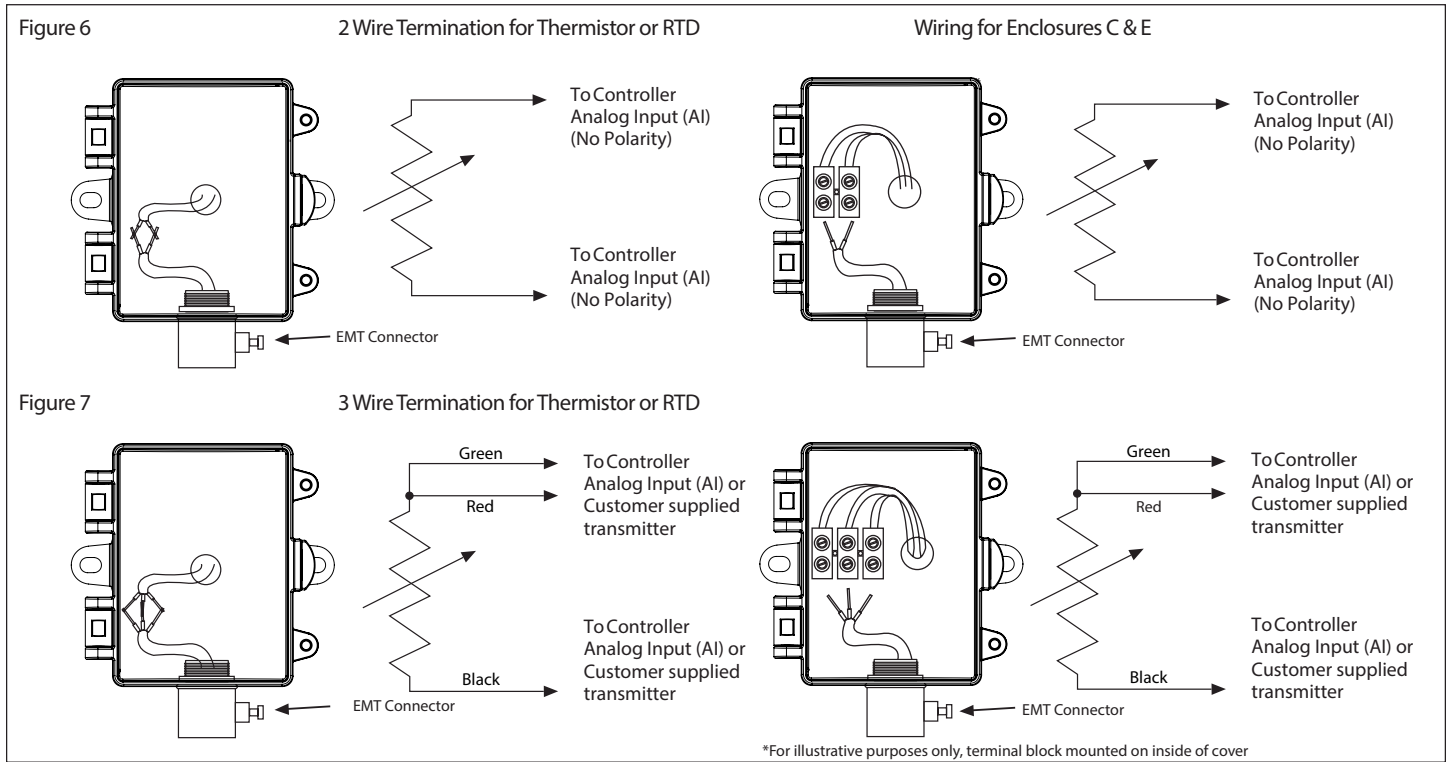 Figure 6
2 Wire Termination for Thermistor or RTD
Wiring for Enclosures C & E
To Controller
Analog Input (AI)
(No Polarity)
To Controller
Analog Input (AI)
(No Polarity)
EMT Connector
To Controller
Analog Input (AI)
(No Polarity)
To Controller
Analog Input (AI)
(No Polarity)
EMT Connector
Figure 7
3 Wire Termination for Thermistor or RTD
Green
Red
To Controller
Analog Input (AI) or
Customer supplied
transmitter
To Controller
Analog Input (AI) or
Customer supplied
transmitter
Black
EMT Connector
Green
Red
To Controller
Analog Input (AI) or
Customer supplied
transmitter
To Controller
Analog Input (AI) or
Customer supplied
transmitter
Black
EMT Connector
*For illustrative purposes only, terminal block mounted on inside of cover